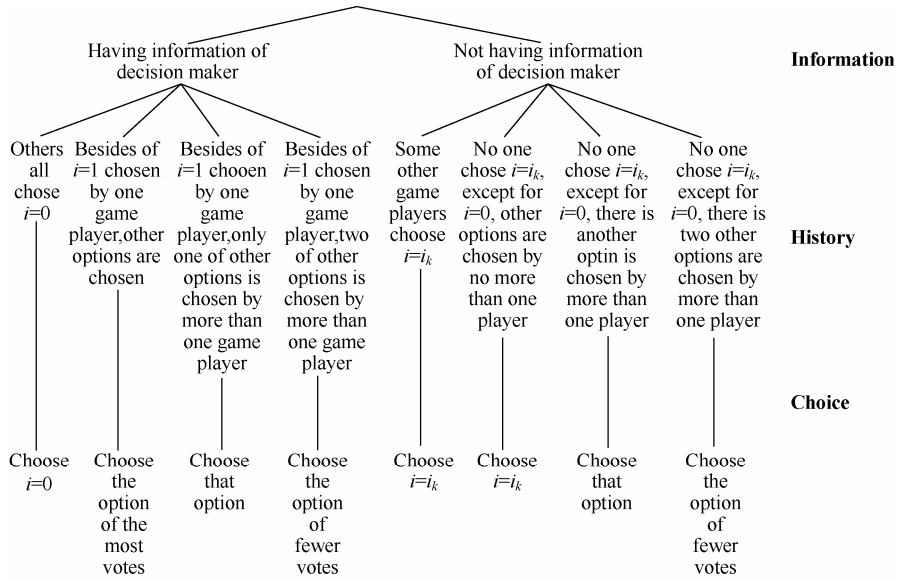 Having information of
decision maker
Not having information
of decision maker
Information
Others
all
chose
i=0
Besides of
i=1 chosen
by one
game
player,other
options are
chosen
Besides of
i=1 chooen
by one
game
player,only
one of other
options is
chosen by
more than
one game
player
Besides of
i=1 chosen
by one
game
player,two
of other
options is
chosen by
more than
one game
player
Some
other
game
players
choose
i=ik
No one
chose i=ik,
except for
i=0, other
options are
chosen by
no more
than one
player
No one
chose i=ik,
except for
i=0, there is
another
optin is
chosen by
more than
one player
No one
chose i=ik,
except for
i=0, there is
two other
options are
chosen by
more than
one player
History
Choice
Choose
i=0
Choose
the
option
of the
most
votes
Choose
that
option
Choose
the
option
of
fewer
votes
Choose
i=ik
Choose
i=ik
Choose
that
option
Choose
the
option
of
fewer
votes